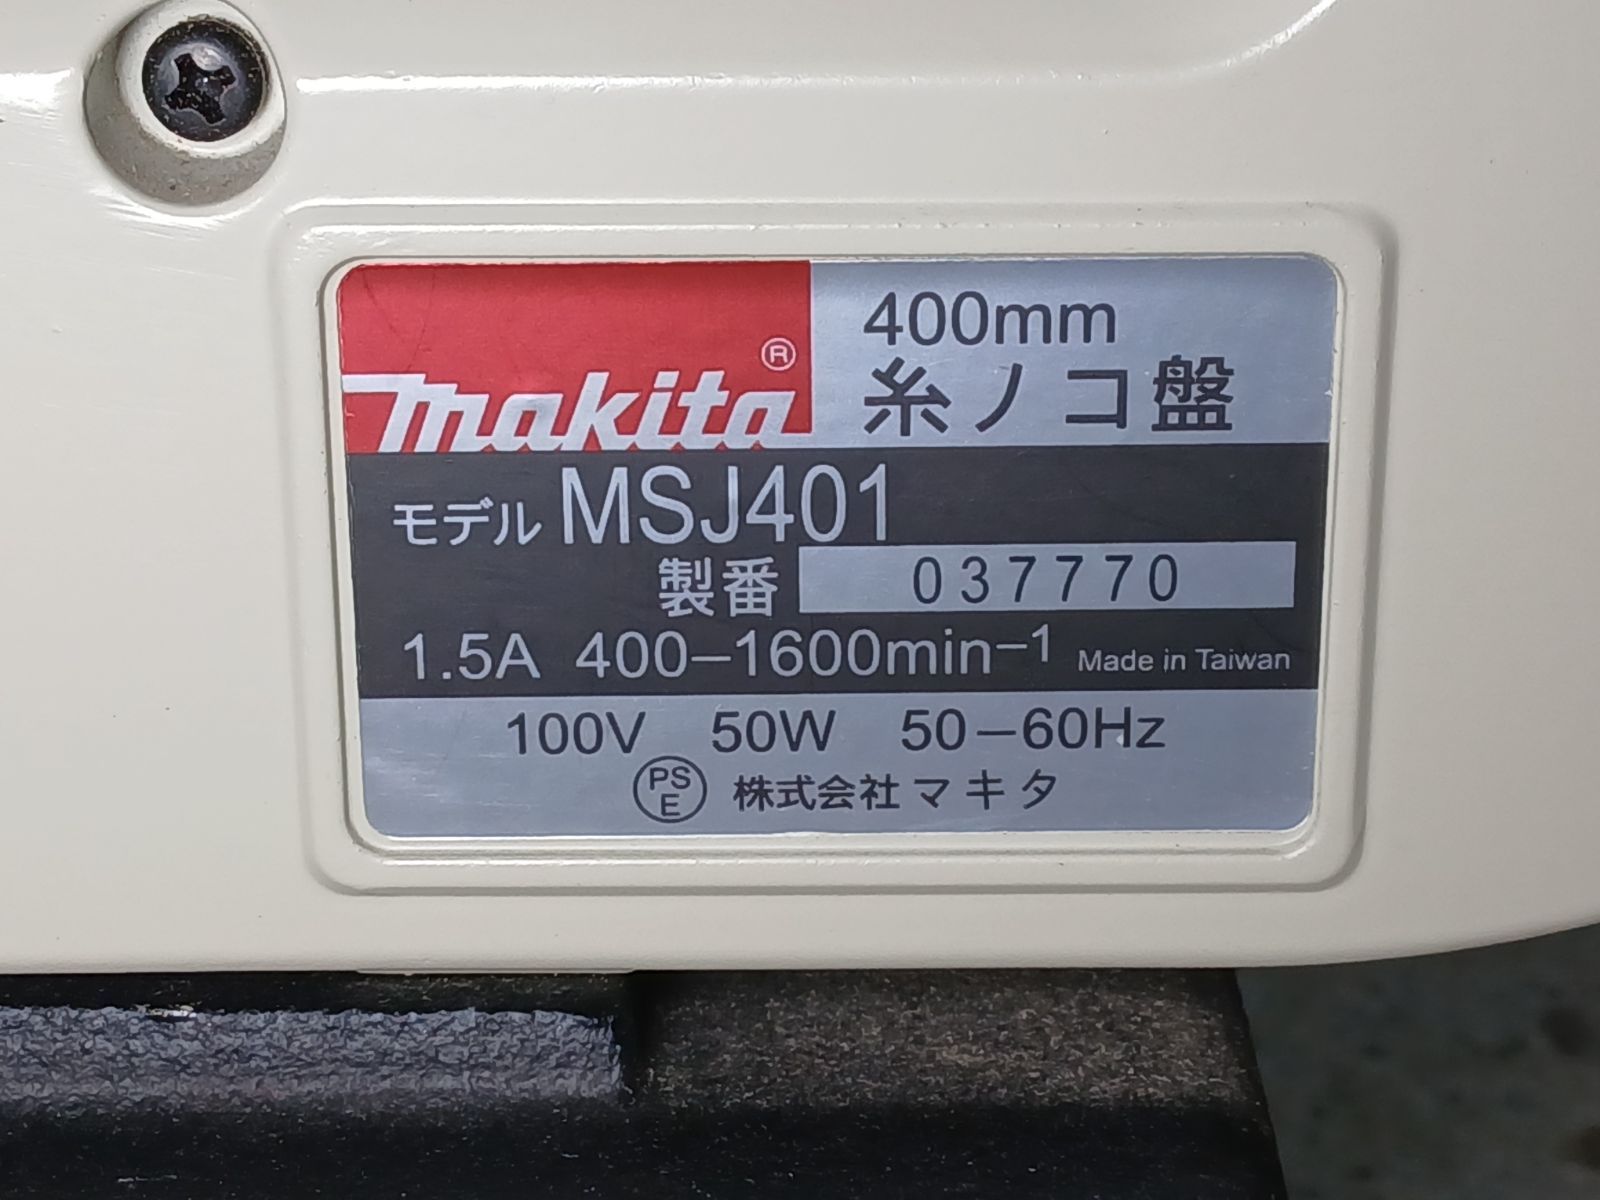 makita®
400mm
糸ノコ盤
モデル MSJ401
製番 037770
1.5A 400−1600min⁻¹ Made in Taiwan
100V 50W 50−60Hz
PSE 株式会社マキタ